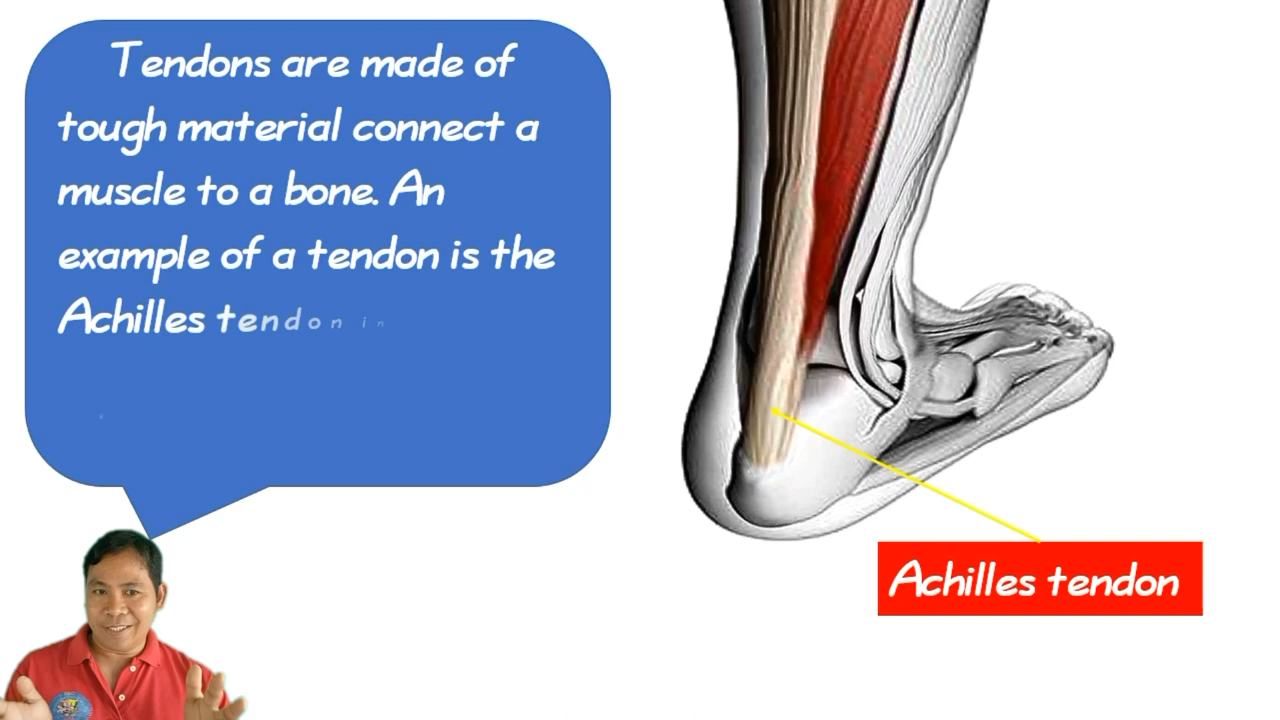 Tendons are made of
tough material connect a
muscle to a bone. An
example of a tendon is the
Achilles tendon in
Achilles tendon